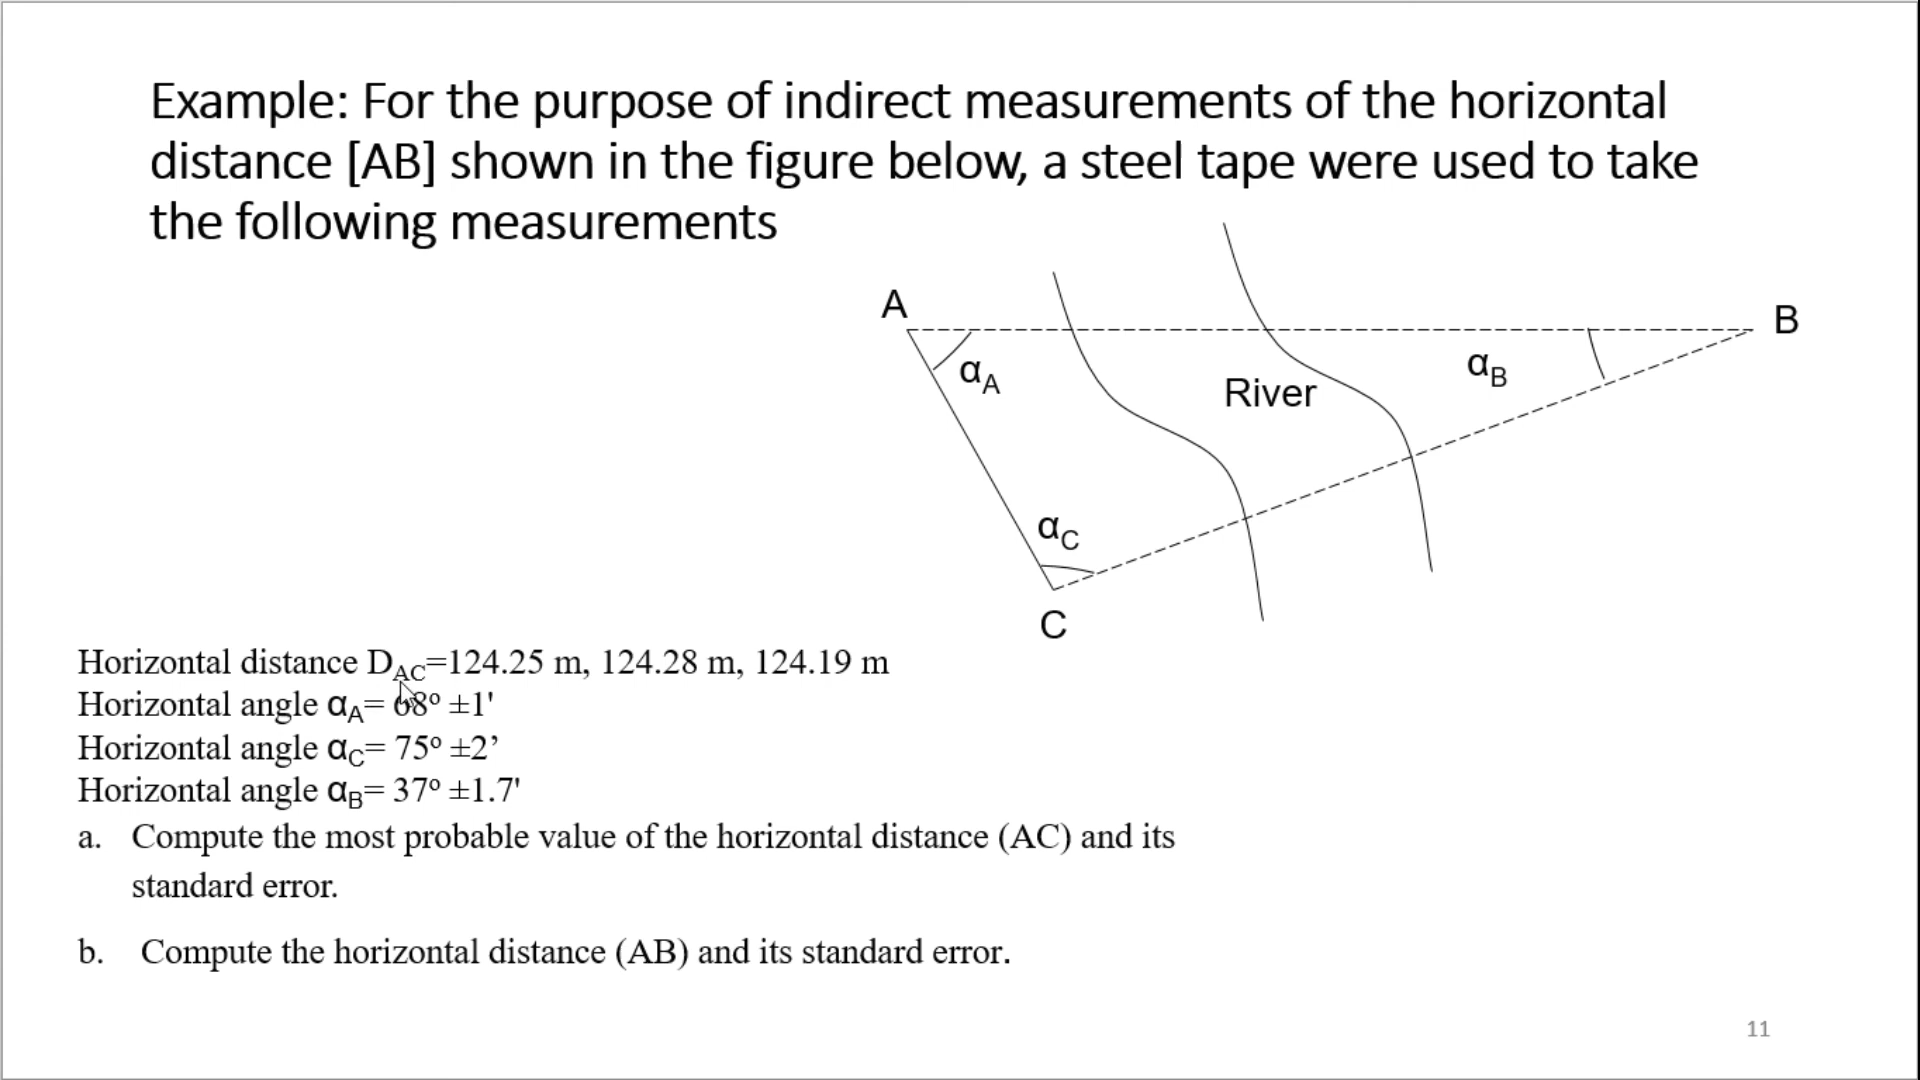 Example: For the purpose of indirect measurements of the horizontal
distance [AB] shown in the figure below, a steel tape were used to take
the following measurements
A
B
αA
αB
River
αC
C
Horizontal distance DAC=124.25 m, 124.28 m, 124.19 m
Horizontal angle αA= 68º ±1'
Horizontal angle αC= 75º ±2’
Horizontal angle αB= 37º ±1.7'
a. Compute the most probable value of the horizontal distance (AC) and its
standard error.
b. Compute the horizontal distance (AB) and its standard error.
11